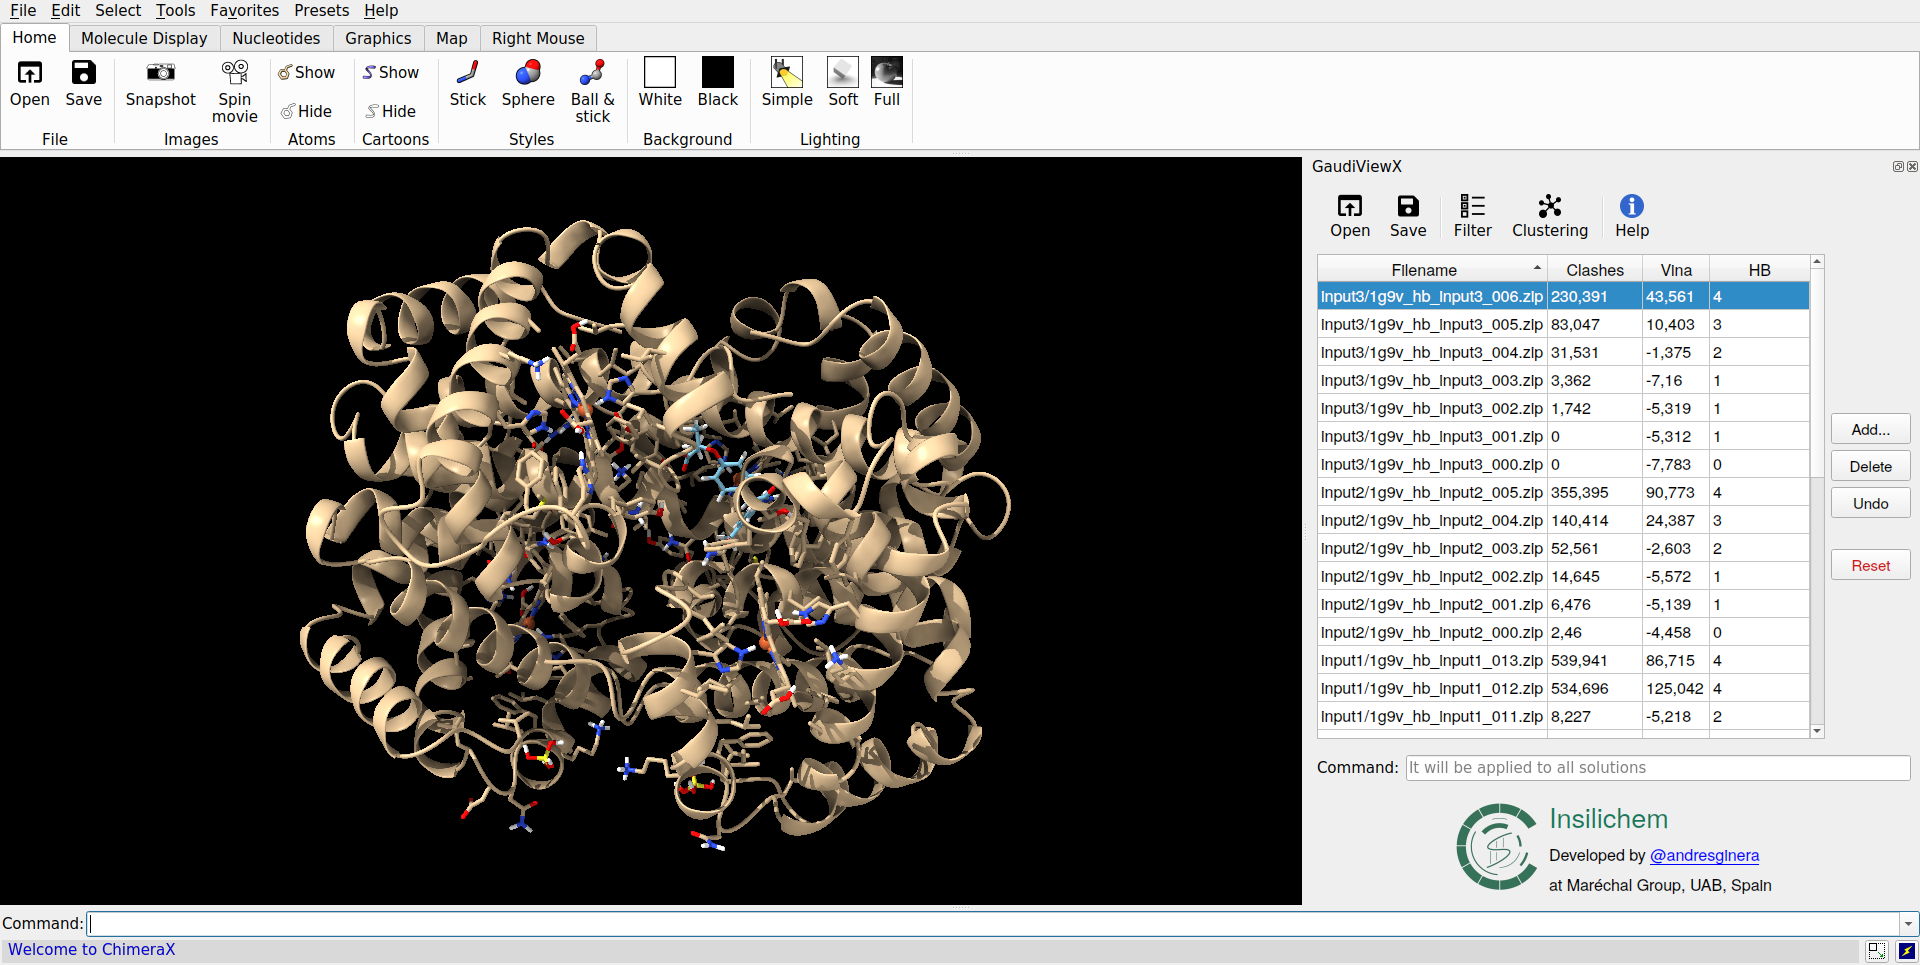 File Edit Select Tools Favorites Presets Help
Home Molecule Display Nucleotides Graphics Map Right Mouse
Open Save Snapshot Spin movie Show Hide Show Hide Stick Sphere Ball & stick White Black Simple Soft Full
File Images Atoms Cartoons Styles Background Lighting
GaudiViewX
Open Save Filter Clustering Help
Filename Clashes Vina HB
Input3/1g9v_hb_Input3_006.zip 230,391 43,561 4
Input3/1g9v_hb_Input3_005.zip 83,047 10,403 3
Input3/1g9v_hb_Input3_004.zip 31,531 -1,375 2
Input3/1g9v_hb_Input3_003.zip 3,362 -7,16 1
Input3/1g9v_hb_Input3_002.zip 1,742 -5,319 1
Input3/1g9v_hb_Input3_001.zip 0 -5,312 1
Input3/1g9v_hb_Input3_000.zip 0 -7,783 0
Input2/1g9v_hb_Input2_005.zip 355,395 90,773 4
Input2/1g9v_hb_Input2_004.zip 140,414 24,387 3
Input2/1g9v_hb_Input2_003.zip 52,561 -2,603 2
Input2/1g9v_hb_Input2_002.zip 14,645 -5,572 1
Input2/1g9v_hb_Input2_001.zip 6,476 -5,139 1
Input2/1g9v_hb_Input2_000.zip 2,46 -4,458 0
Input1/1g9v_hb_Input1_013.zip 539,941 86,715 4
Input1/1g9v_hb_Input1_012.zip 534,696 125,042 4
Input1/1g9v_hb_Input1_011.zip 8,227 -5,218 2
Add...
Delete
Undo
Reset
Command: It will be applied to all solutions
Insilichem
Developed by @andresginera
at Maréchal Group, UAB, Spain
Command:
Welcome to ChimeraX